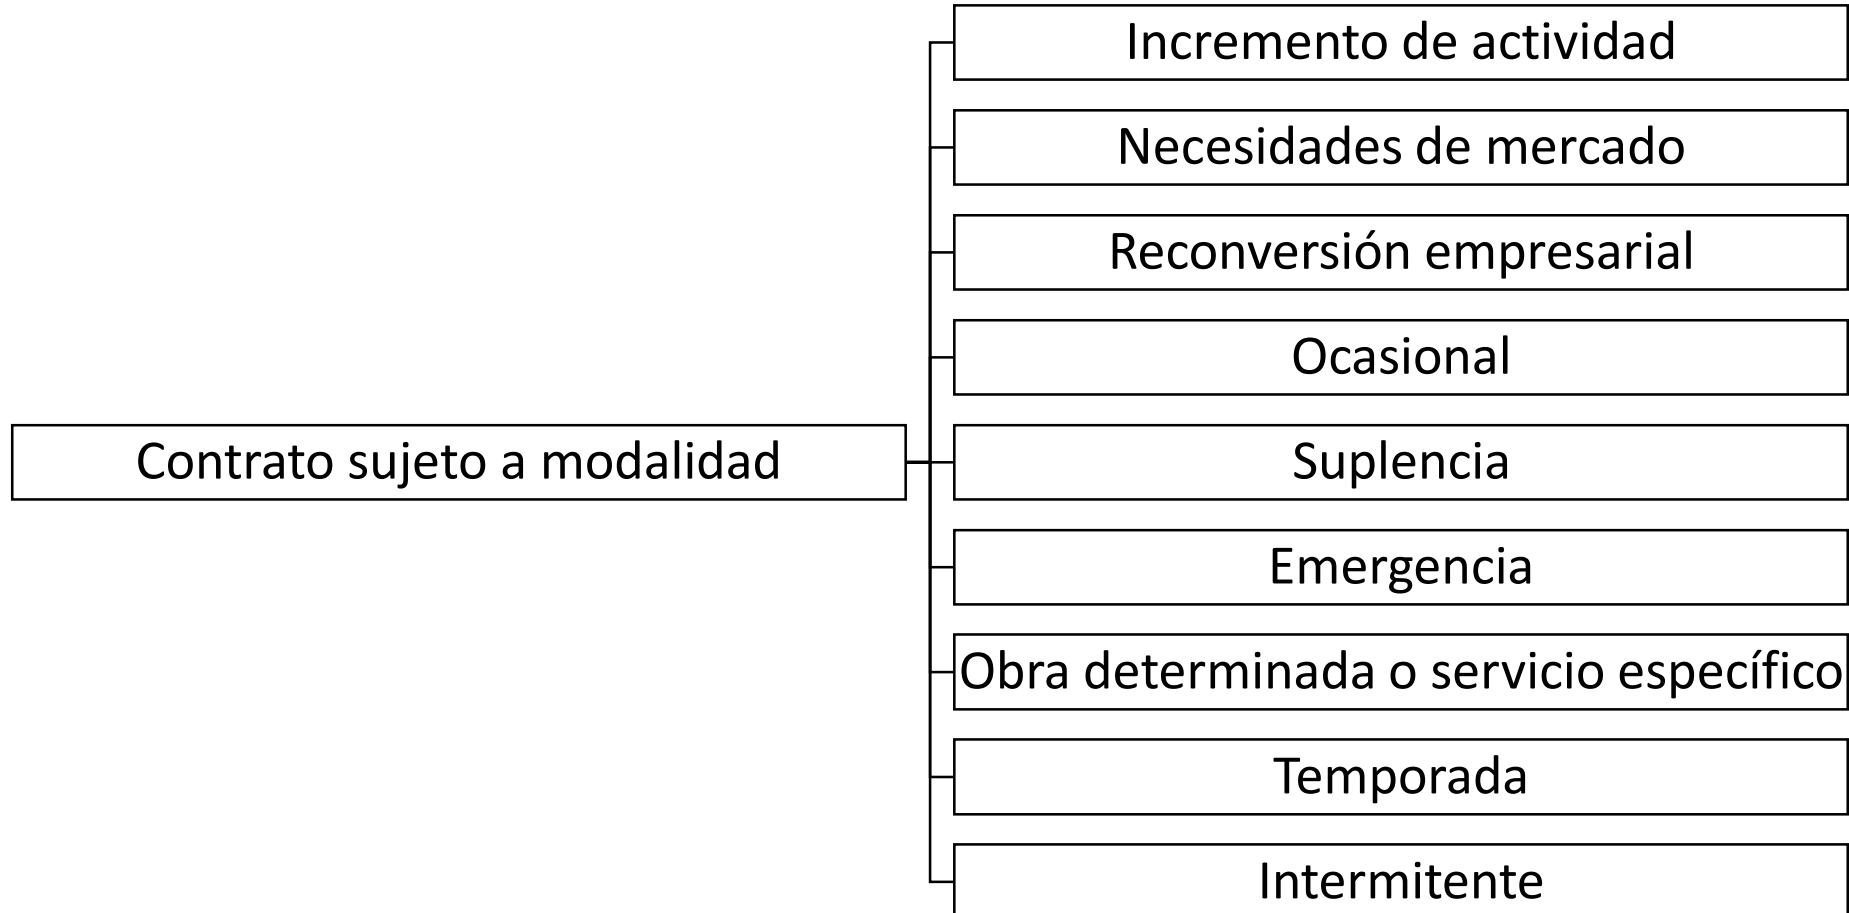 Incremento de actividad
Necesidades de mercado
Reconversión empresarial
Ocasional
Contrato sujeto a modalidad
Suplencia
Emergencia
Obra determinada o servicio específico
Temporada
Intermitente